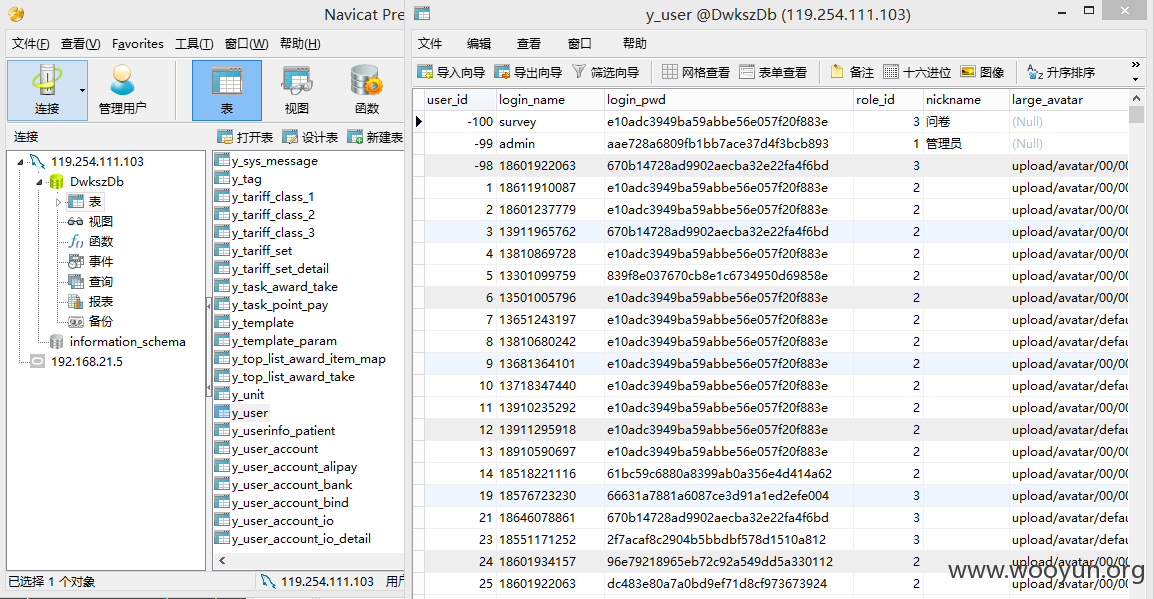 Navicat Pre
文件(F) 查看(V) Favorites 工具(T) 窗口(W) 帮助(H)
连接 管理用户 表 视图 函数
连接
打开表 设计表 新建表
119.254.111.103
DwkszDb
表
视图
函数
事件
查询
报表
备份
information_schema
192.168.21.5
y_sys_message
y_tag
y_tariff_class_1
y_tariff_class_2
y_tariff_class_3
y_tariff_set
y_tariff_set_detail
y_task_award_take
y_task_point_pay
y_template
y_template_param
y_top_list_award_item_map
y_top_list_award_take
y_unit
y_user
y_userinfo_patient
y_user_account
y_user_account_alipay
y_user_account_bank
y_user_account_bind
y_user_account_io
y_user_account_io_detail
已选择 1 个对象 119.254.111.103 用户
y_user @DwkszDb (119.254.111.103)
文件 编辑 查看 窗口 帮助
导入向导 导出向导 筛选向导 网格查看 表单查看 备注 十六进位 图像 升序排序
user_id login_name login_pwd role_id nickname large_avatar
-100 survey e10adc3949ba59abbe56e057f20f883e 3 问卷 (Null)
-99 admin aae728a6809fb1bb7ace37d4f3bcb893 1 管理员 (Null)
-98 18601922063 670b14728ad9902aecba32e22fa4f6bd 3 upload/avatar/00/00
1 18611910087 e10adc3949ba59abbe56e057f20f883e 2 upload/avatar/00/00
2 18601237779 e10adc3949ba59abbe56e057f20f883e 2 upload/avatar/00/00
3 13911965762 670b14728ad9902aecba32e22fa4f6bd 2 upload/avatar/00/00
4 13810869728 e10adc3949ba59abbe56e057f20f883e 2 upload/avatar/00/00
5 13301099759 839f8e037670cb8e1c6734950d69858e 2 upload/avatar/00/00
6 13501005796 e10adc3949ba59abbe56e057f20f883e 2 upload/avatar/00/00
7 13651243197 e10adc3949ba59abbe56e057f20f883e 2 upload/avatar/defau
8 13810680242 e10adc3949ba59abbe56e057f20f883e 2 upload/avatar/defau
9 13681364101 e10adc3949ba59abbe56e057f20f883e 2 upload/avatar/00/00
10 13718347440 e10adc3949ba59abbe56e057f20f883e 2 upload/avatar/defau
11 13910235292 e10adc3949ba59abbe56e057f20f883e 2 upload/avatar/00/00
12 13911295918 e10adc3949ba59abbe56e057f20f883e 2 upload/avatar/defau
13 18910590697 e10adc3949ba59abbe56e057f20f883e 2 upload/avatar/00/00
14 18518221116 61bc59c6880a8399ab0a356e4d414a62 2 upload/avatar/00/00
19 18576723230 66631a7881a6087ce3d91a1ed2efe004 3 upload/avatar/00/00
21 18646078861 670b14728ad9902aecba32e22fa4f6bd 3 upload/avatar/defau
23 18551171252 2f7acaf8c2904b5bbdbf578d1510a812 3 upload/avatar/defau
24 18601934157 96e79218965eb72c92a549dd5a330112 2 upload/avatar/00/00
25 18601922063 dc483e80a7a0bd9ef71d8cf973673924 2 upload/avatar/00/00
www.wooyun.org